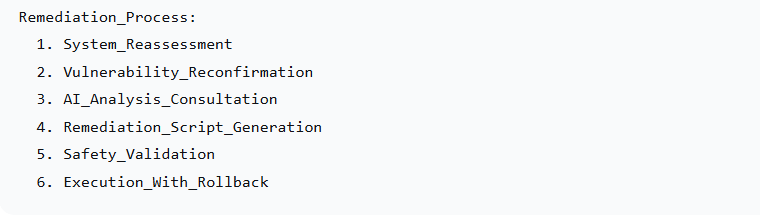 Remediation_Process:
1. System_Reassessment
2. Vulnerability_Reconfirmation
3. AI_Analysis_Consultation
4. Remediation_Script_Generation
5. Safety_Validation
6. Execution_With_Rollback